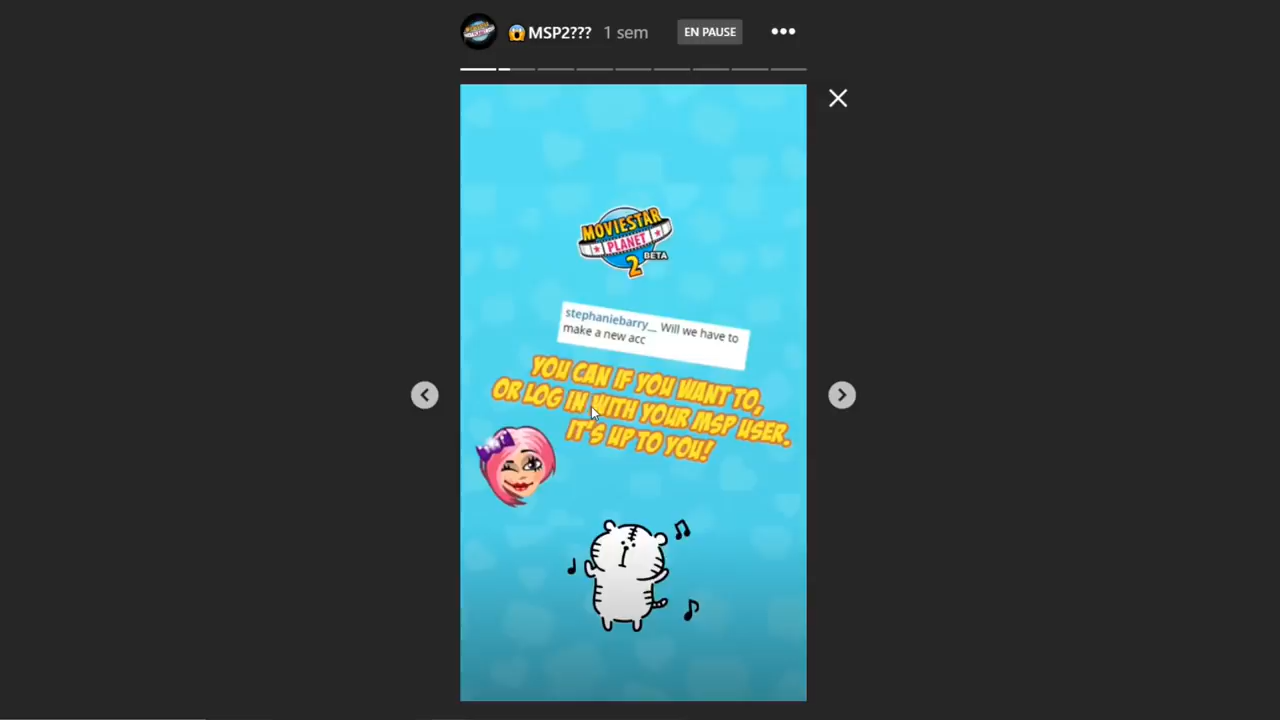 MSP2??? 1 sem EN PAUSE
MOVIESTAR
PLANET
2 BETA
stephaniebarry__ Will we have to
make a new acc
YOU CAN IF YOU WANT TO,
OR LOG IN WITH YOUR MSP USER.
IT'S UP TO YOU!